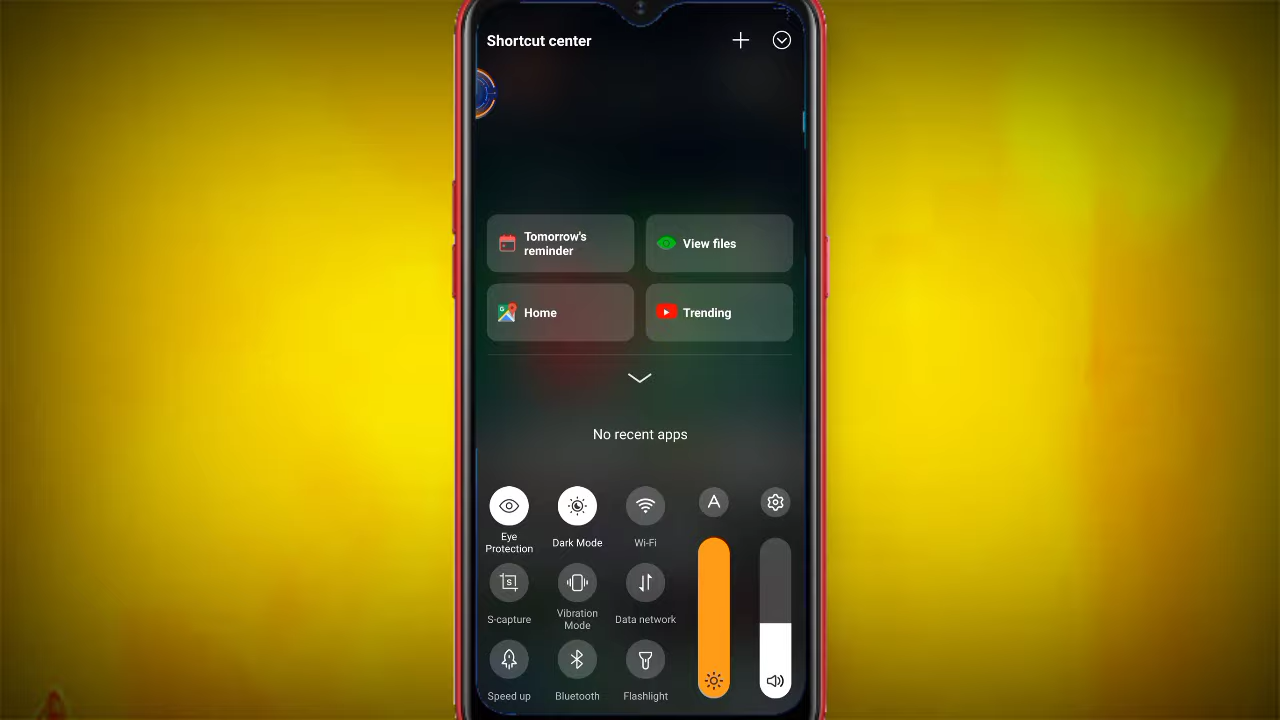 Shortcut center
Tomorrow's
reminder
View files
Home
Trending
No recent apps
A
Eye
Protection
Dark Mode
Wi-Fi
S
S-capture
Vibration
Mode
Data network
Speed up
Bluetooth
Flashlight